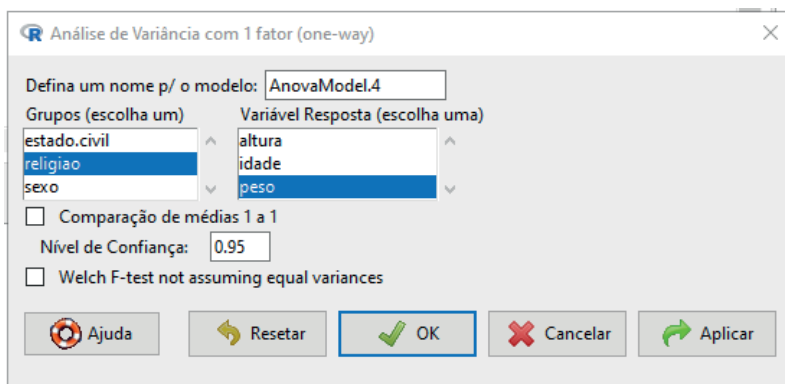 Análise de Variância com 1 fator (one-way)
Defina um nome p/ o modelo: AnovaModel.4
Grupos (escolha um) Variável Resposta (escolha uma)
estado.civil altura
religiao idade
sexo peso
Comparação de médias 1 a 1
Nível de Confiança: 0.95
Welch F-test not assuming equal variances
Ajuda Resetar OK Cancelar Aplicar